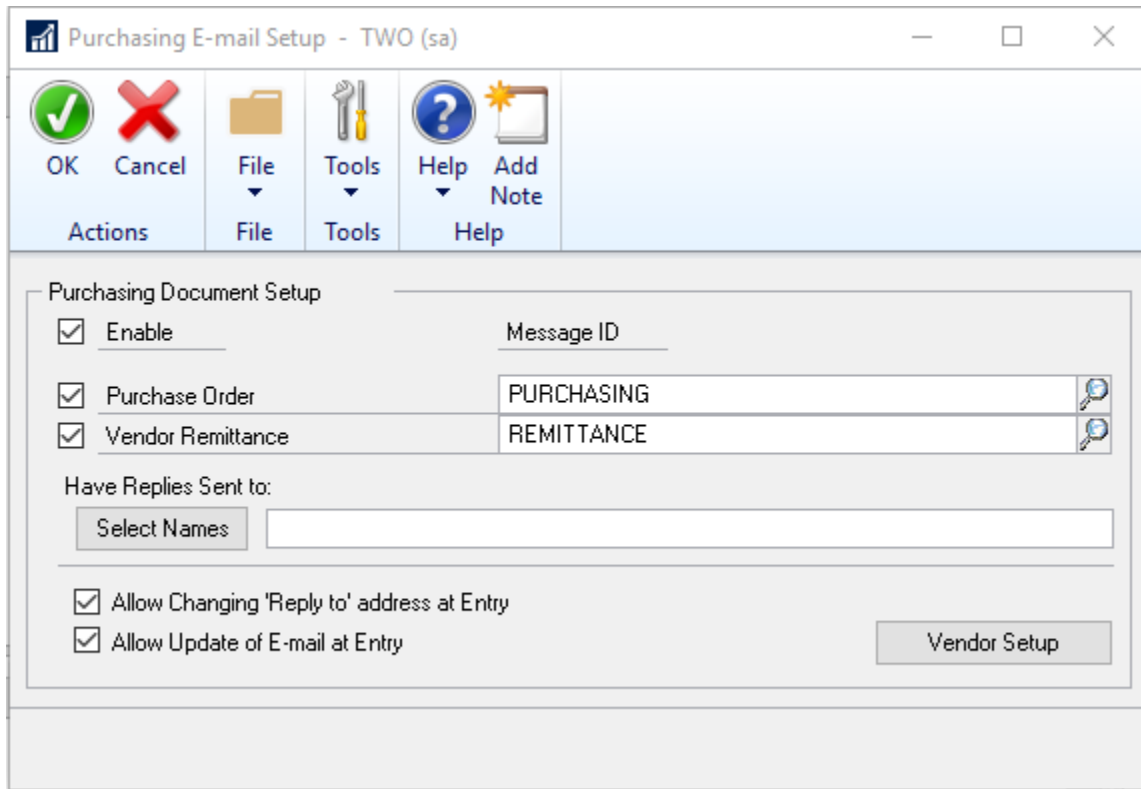 Purchasing E-mail Setup - TWO (sa)
OK Cancel File Tools Help Add Note
Actions File Tools Help
Purchasing Document Setup
Enable Message ID
Purchase Order PURCHASING
Vendor Remittance REMITTANCE
Have Replies Sent to:
Select Names
Allow Changing 'Reply to' address at Entry
Allow Update of E-mail at Entry Vendor Setup